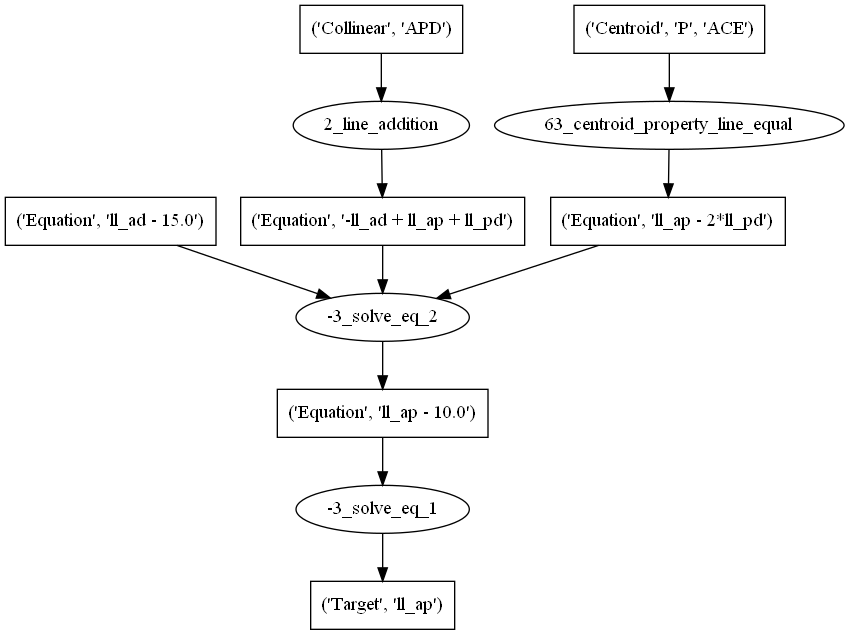 ('Collinear', 'APD')
('Centroid', 'P', 'ACE')
2_line_addition
63_centroid_property_line_equal
('Equation', 'll_ad - 15.0')
('Equation', '-ll_ad + ll_ap + ll_pd')
('Equation', 'll_ap - 2*ll_pd')
-3_solve_eq_2
('Equation', 'll_ap - 10.0')
-3_solve_eq_1
('Target', 'll_ap')